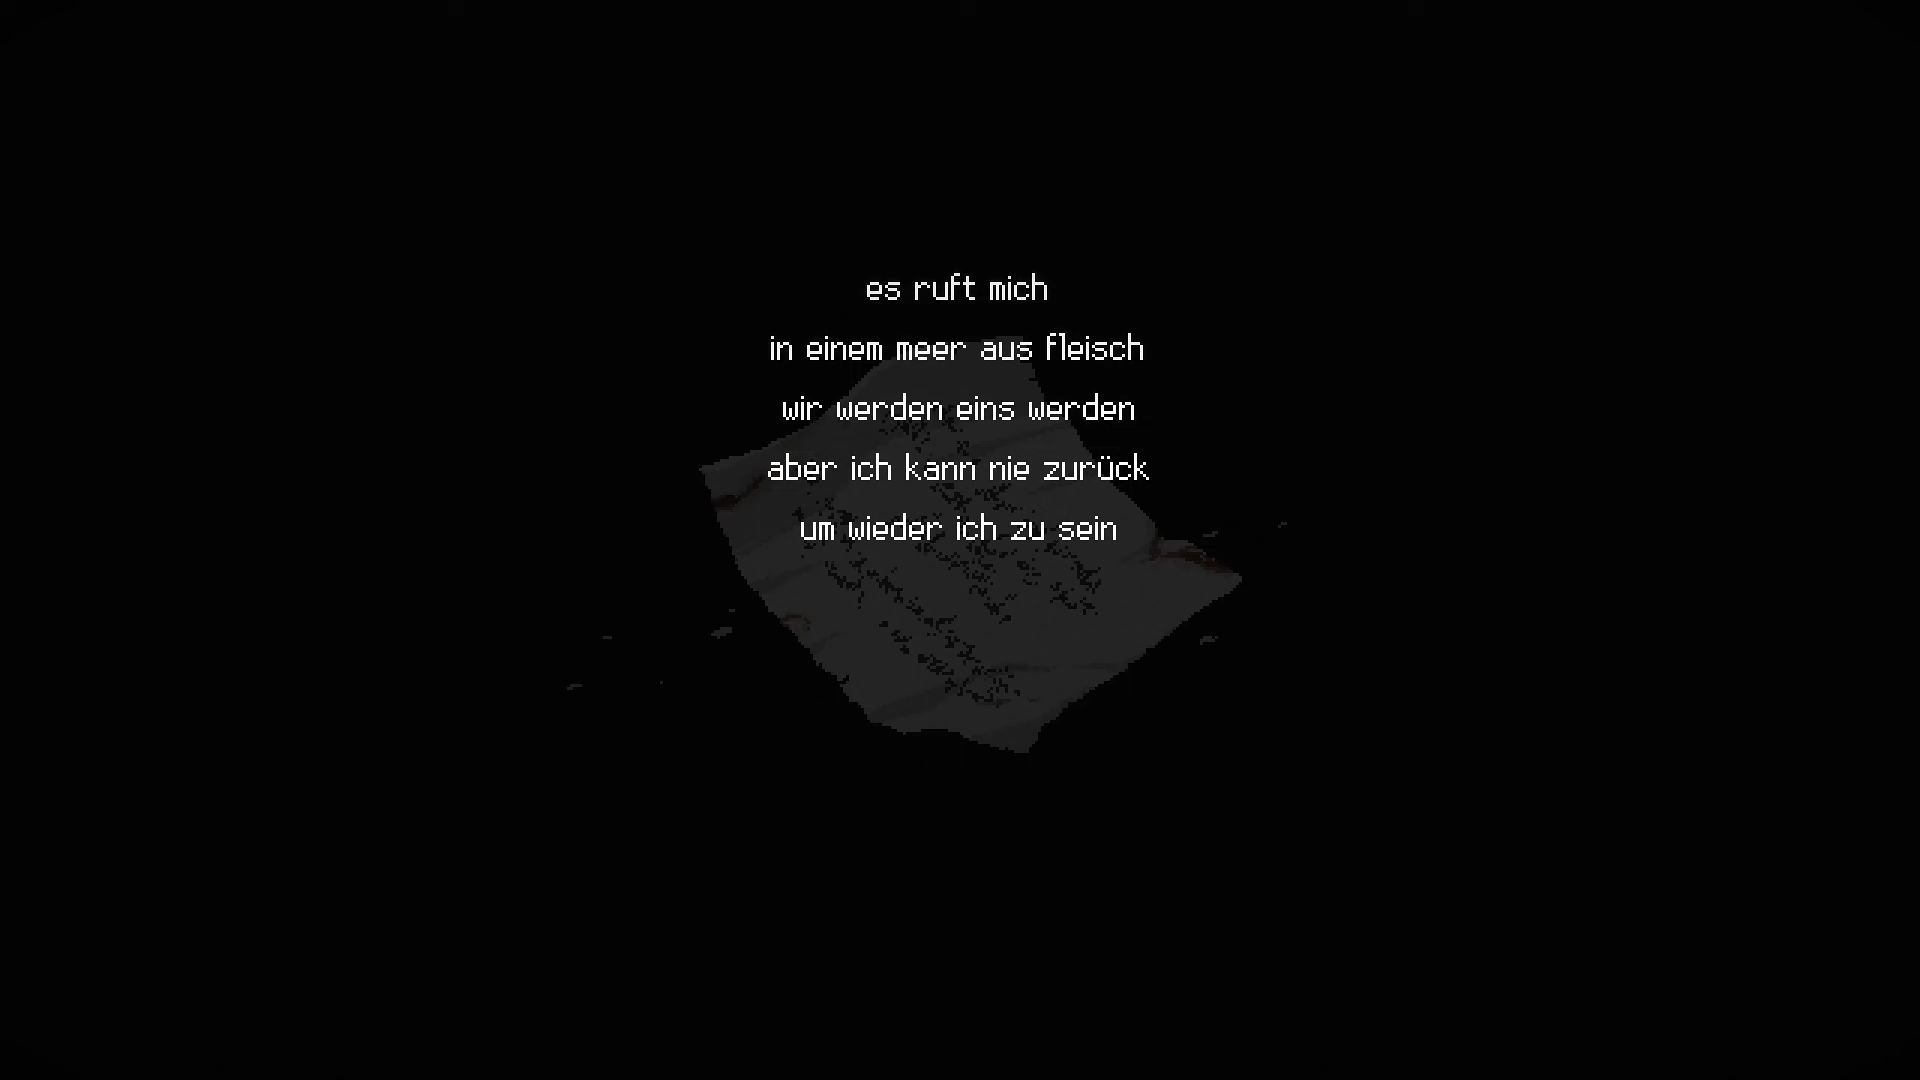 es ruft mich
in einem meer aus fleisch
wir werden eins werden
aber ich kann nie zurück
um wieder ich zu sein